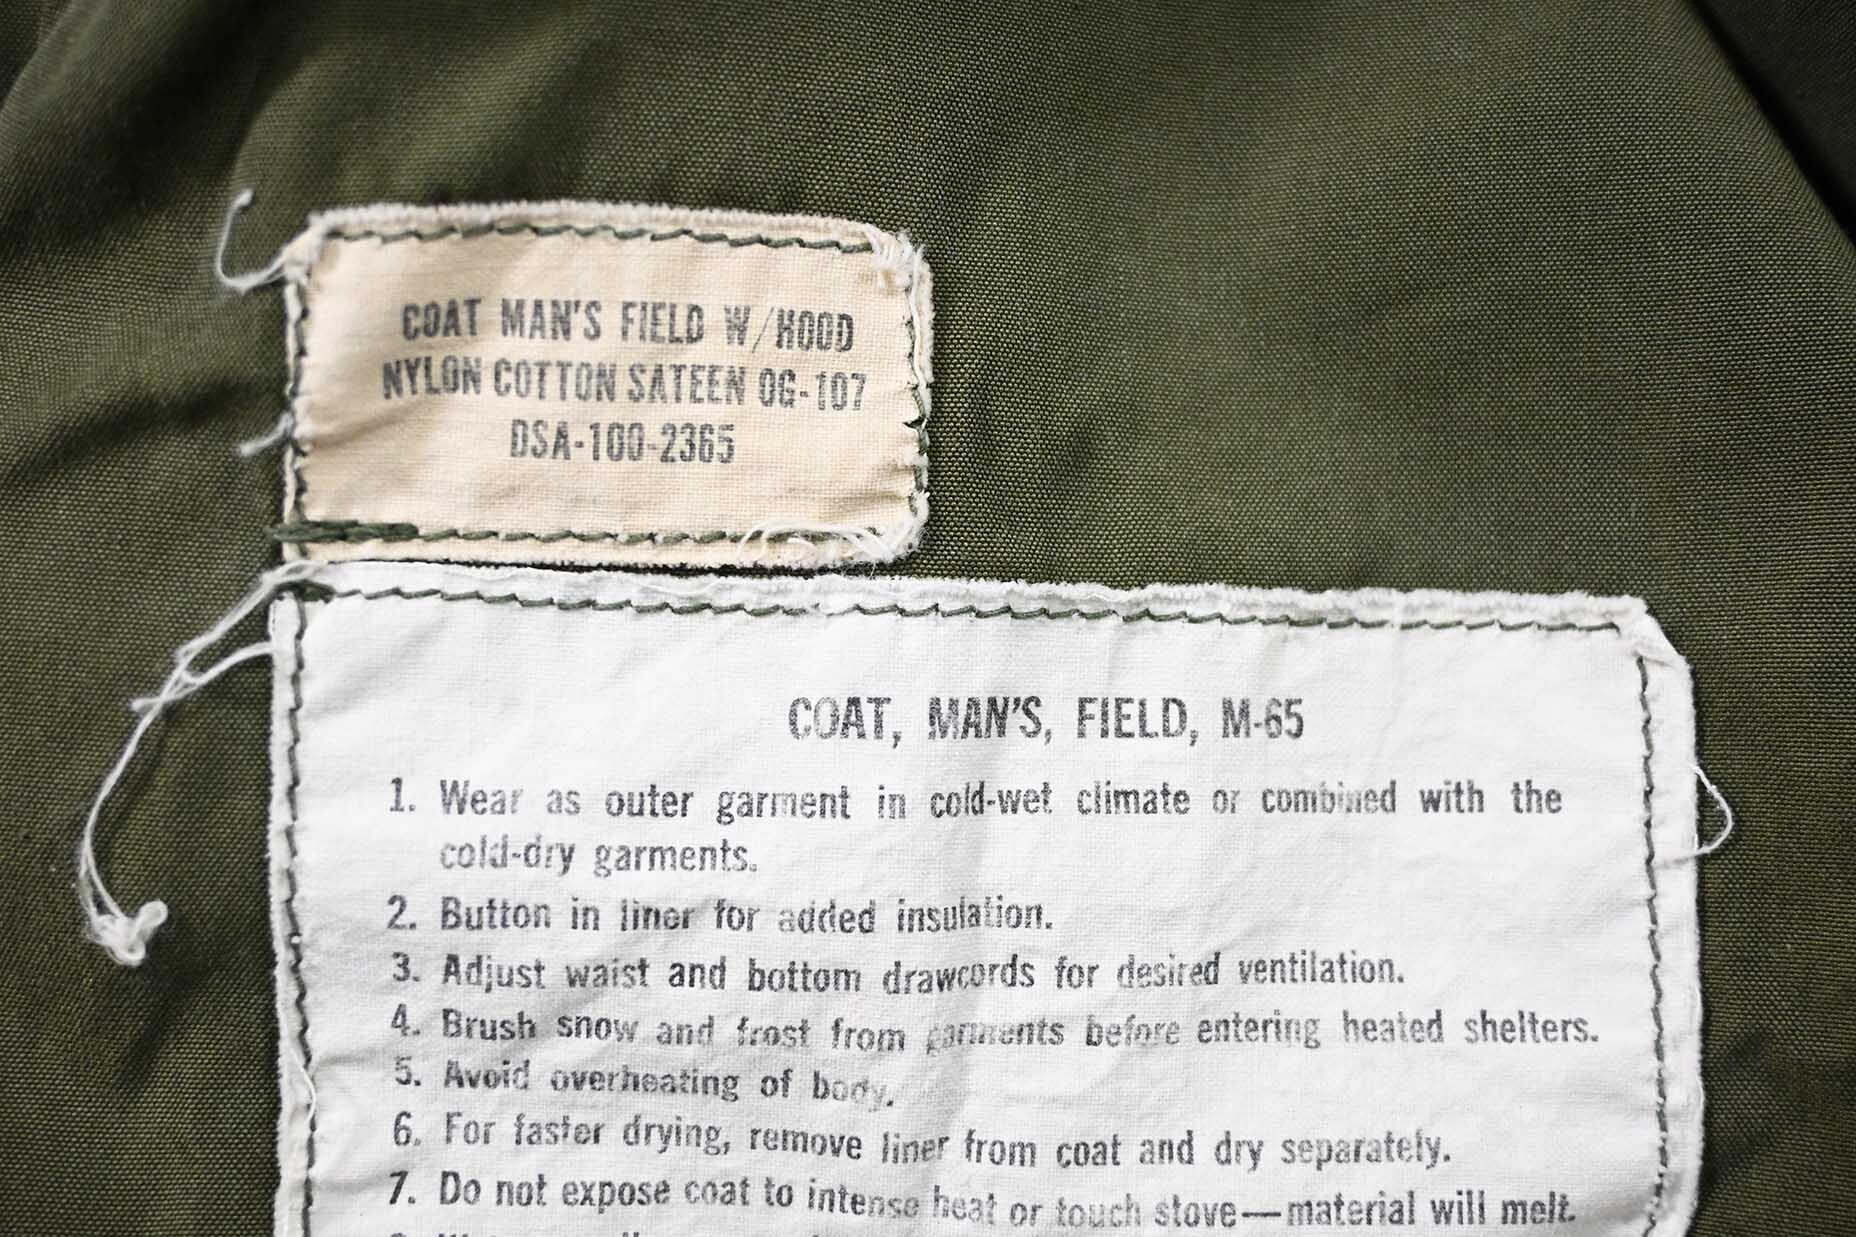 COAT MAN'S FIELD W/HOOD
NYLON COTTON SATEEN OG-107
DSA-100-2365
COAT, MAN'S, FIELD, M-65
1. Wear as outer garment in cold-wet climate or combined with the
cold-dry garments.
2. Button in liner for added insulation.
3. Adjust waist and bottom drawcords for desired ventilation.
4. Brush snow and frost from garments before entering heated shelters.
5. Avoid overheating of body.
6. For faster drying, remove liner from coat and dry separately.
7. Do not expose coat to intense heat or touch stove—material will melt.